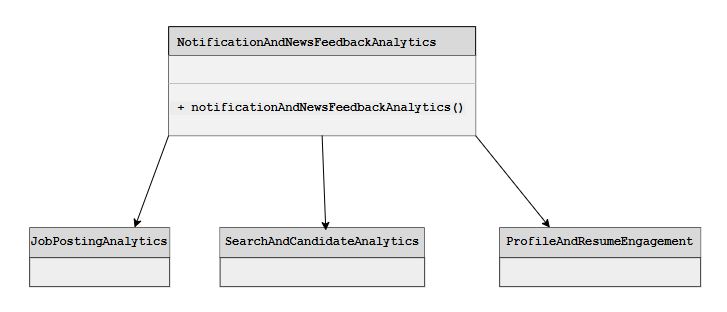 NotificationAndNewsFeedbackAnalytics
+ notificationAndNewsFeedbackAnalytics()
JobPostingAnalytics
SearchAndCandidateAnalytics
ProfileAndResumeEngagement